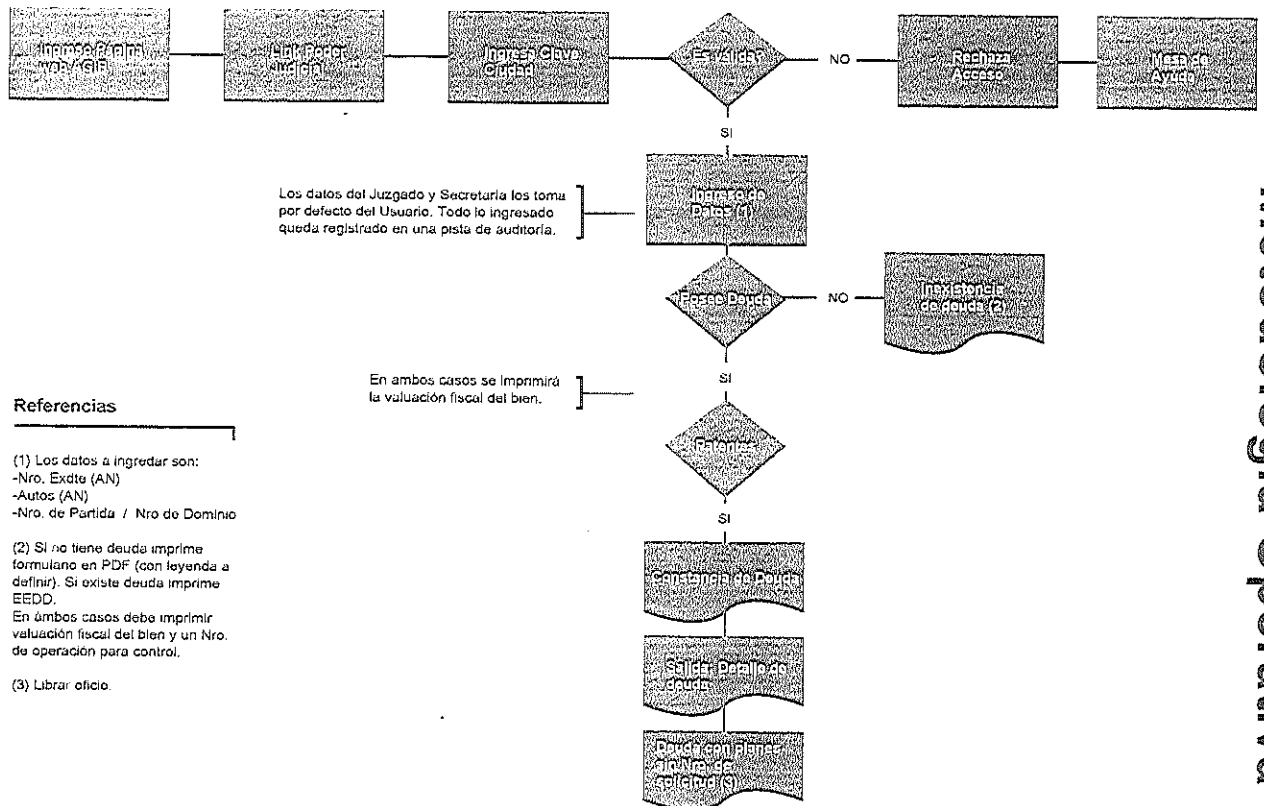 Ingreso Página
web AGIP
Link Poder
Judicial
Ingresa Clave
Ciudad
Es válida?
NO
Rechaza
Acceso
Mesa de
Ayuda
SI
Los datos del Juzgado y Secretaría los toma
por defecto del Usuario. Todo lo ingresado
queda registrado en una pista de auditoría.
Ingreso de
Datos (1)
Posee Deuda
NO
Inexistencia
de deuda (2)
SI
En ambos casos se imprimirá
la valuación fiscal del bien.
Patentes
SI
Constancia de Deuda
Salida: Detalle de
deuda
Deuda con planes
sin Nro. de
solicitud (3)
Referencias
(1) Los datos a ingredar son:
-Nro. Exdte (AN)
-Autos (AN)
-Nro. de Partida / Nro de Dominio
(2) Si no tiene deuda imprime
formulario en PDF (con leyenda a
definir). Si existe deuda imprime
EEDD.
En ambos casos debe imprimir
valuación fiscal del bien y un Nro.
de operación para control.
(3) Librar oficio.